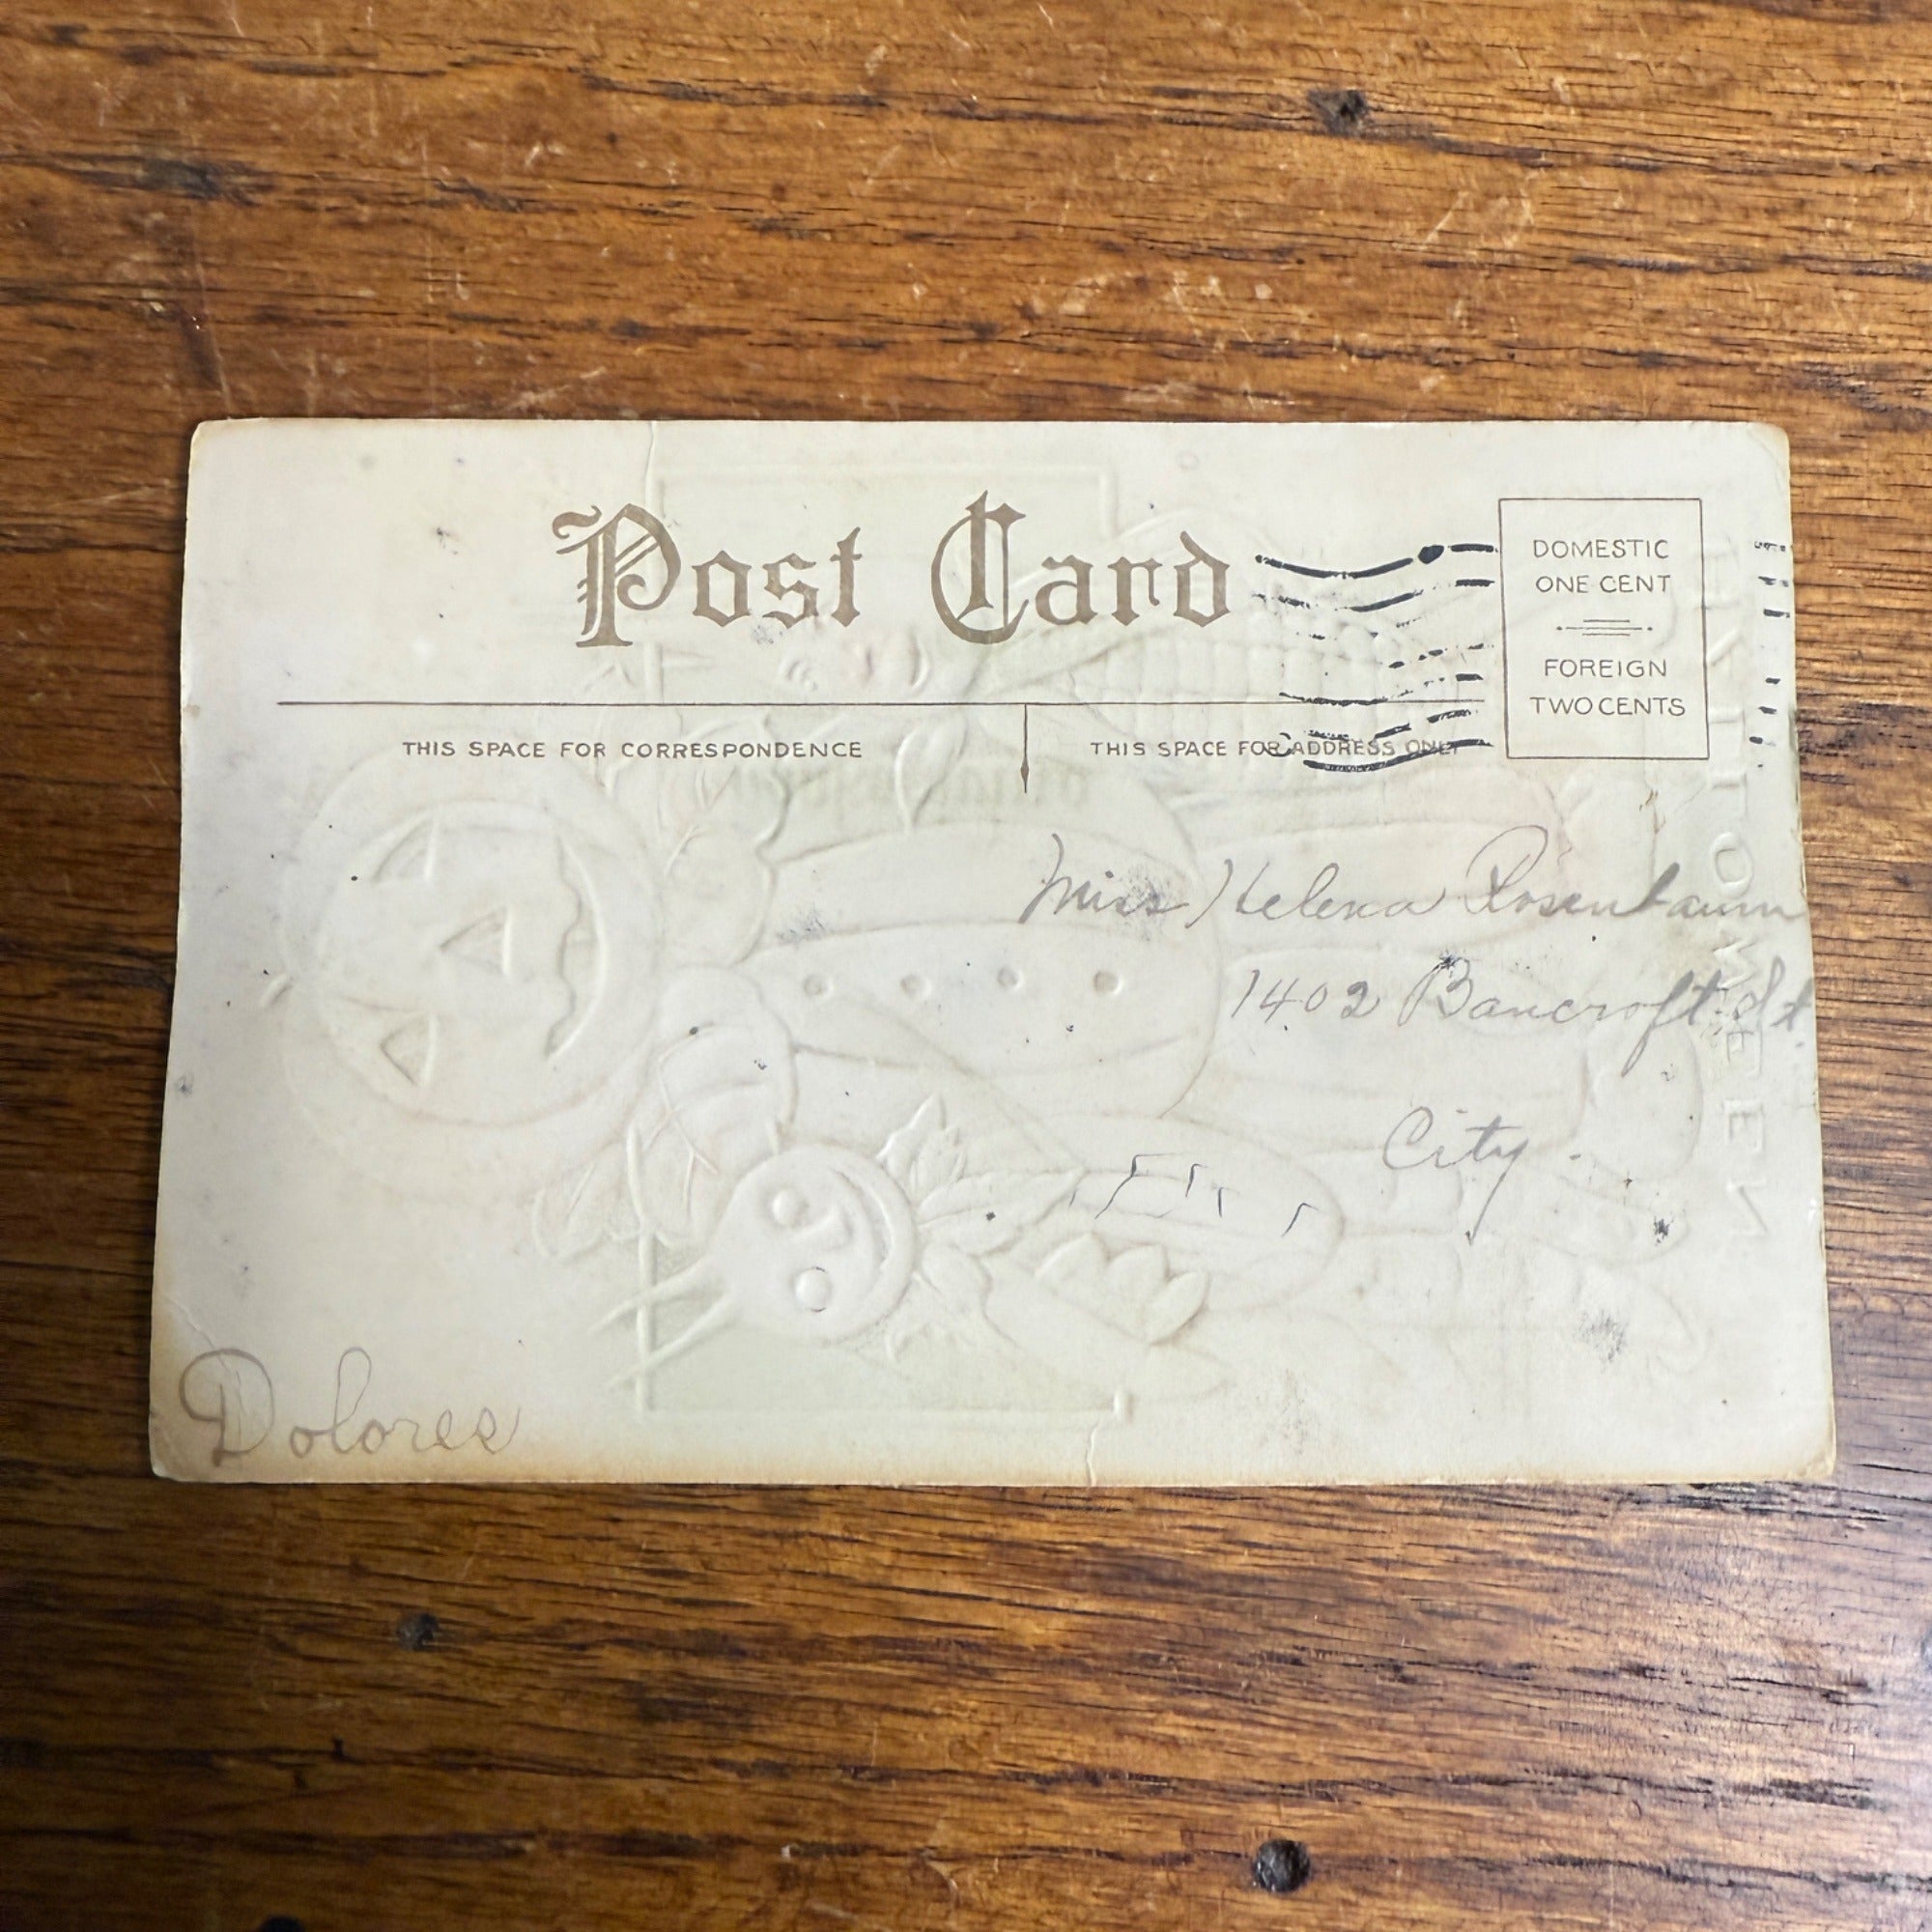 Post Card
DOMESTIC
ONE CENT
FOREIGN
TWO CENTS
THIS SPACE FOR CORRESPONDENCE
THIS SPACE FOR ADDRESS ONLY
Miss Helena Rosenbaum
1402 Bancroft St.
City.
Dolores